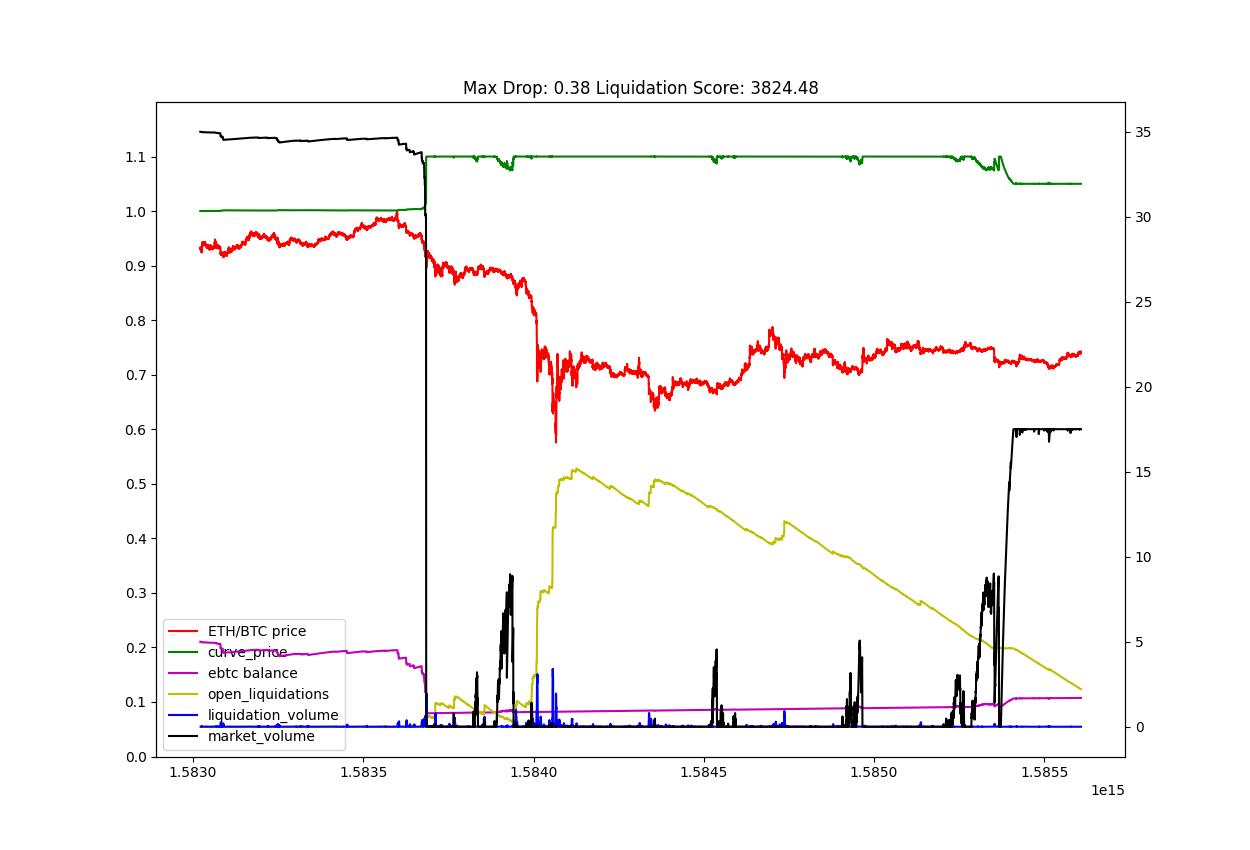 Max Drop: 0.38 Liquidation Score: 3824.48
1.1
1.0
0.9
0.8
0.7
0.6
0.5
0.4
0.3
0.2
0.1
0.0
35
30
25
20
15
10
5
0
ETH/BTC price
curve_price
ebtc balance
open_liquidations
liquidation_volume
market_volume
1.5830 1.5835 1.5840 1.5845 1.5850 1.5855
1e15